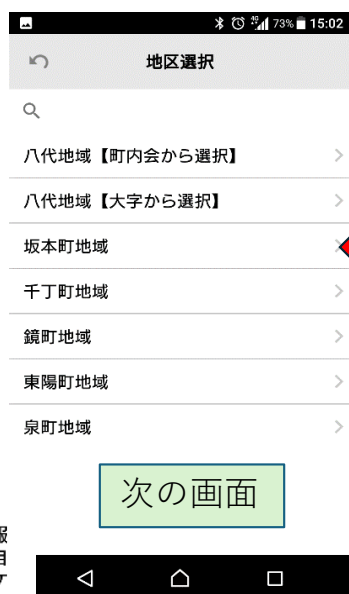 4G 73% 15:02
地区選択
八代地域【町内会から選択】
八代地域【大字から選択】
坂本町地域
千丁町地域
鏡町地域
東陽町地域
泉町地域
次の画面
報